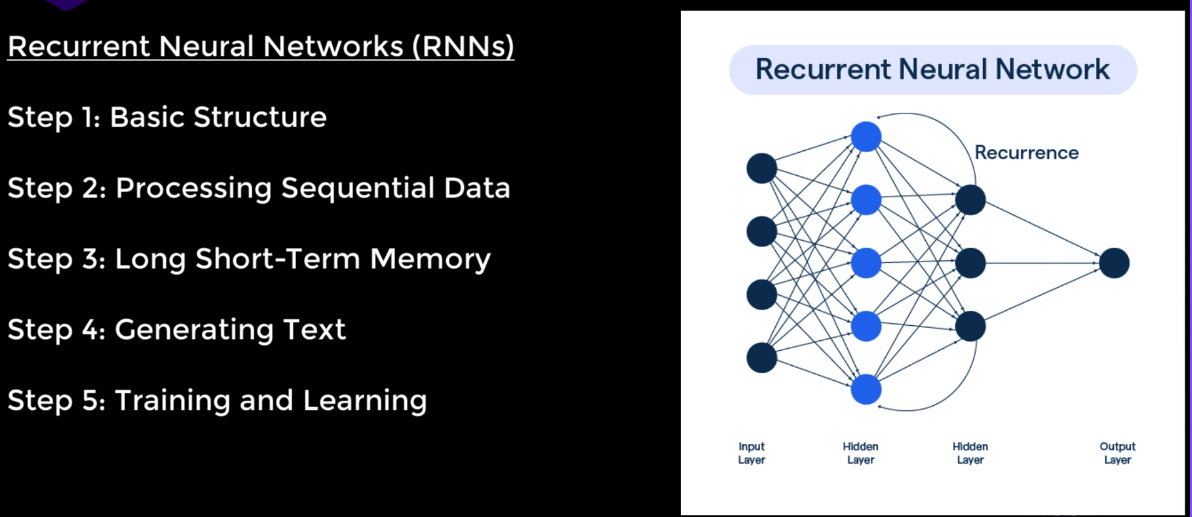 Recurrent Neural Networks (RNNs)
Step 1: Basic Structure
Step 2: Processing Sequential Data
Step 3: Long Short-Term Memory
Step 4: Generating Text
Step 5: Training and Learning
Recurrent Neural Network
Recurrence
Input
Layer
Hidden
Layer
Hidden
Layer
Output
Layer